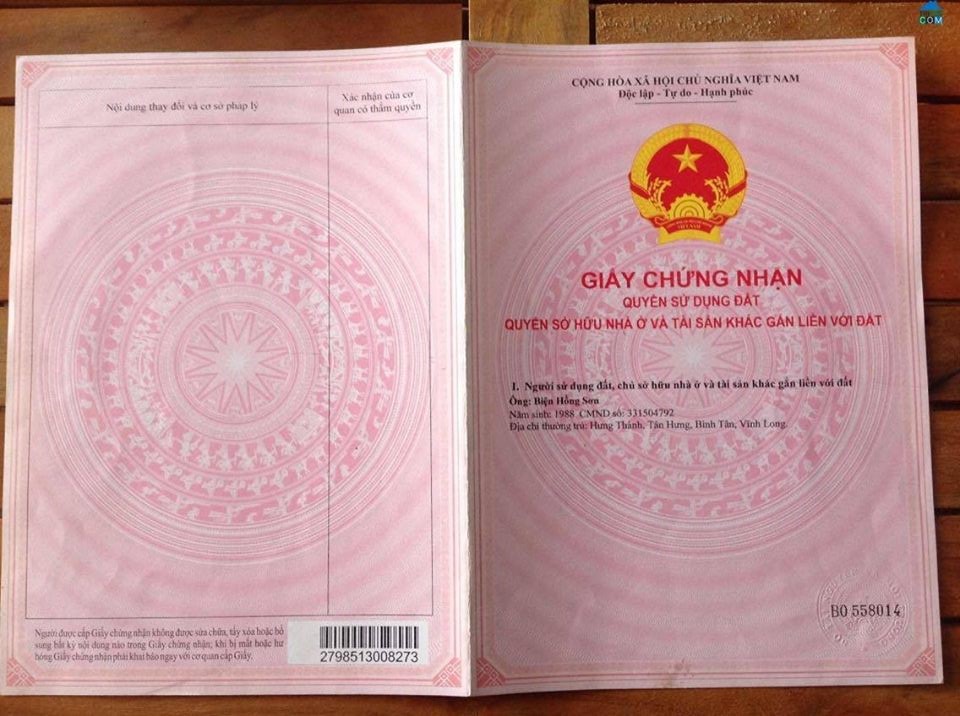 COM
Nội dung thay đổi và cơ sở pháp lý
Xác nhận của cơ
quan có thẩm quyền
Người được cấp Giấy chứng nhận không được sửa chữa, tẩy xóa hoặc bổ
sung bất kỳ nội dung nào trong Giấy chứng nhận; khi bị mất hoặc hư
hỏng Giấy chứng nhận phải khai báo ngay với cơ quan cấp Giấy.
2798513008273
CỘNG HÒA XÃ HỘI CHỦ NGHĨA VIỆT NAM
Độc lập - Tự do - Hạnh phúc
VIỆT NAM
GIẤY CHỨNG NHẬN
QUYỀN SỬ DỤNG ĐẤT
QUYỀN SỞ HỮU NHÀ Ở VÀ TÀI SẢN KHÁC GẮN LIỀN VỚI ĐẤT
I. Người sử dụng đất, chủ sở hữu nhà ở và tài sản khác gắn liền với đất
Ông: Biện Hồng Sơn
Năm sinh: 1988 CMND số: 331504792
Địa chỉ thường trú: Hưng Thành, Tân Hưng, Bình Tân, Vĩnh Long.
BO 558014